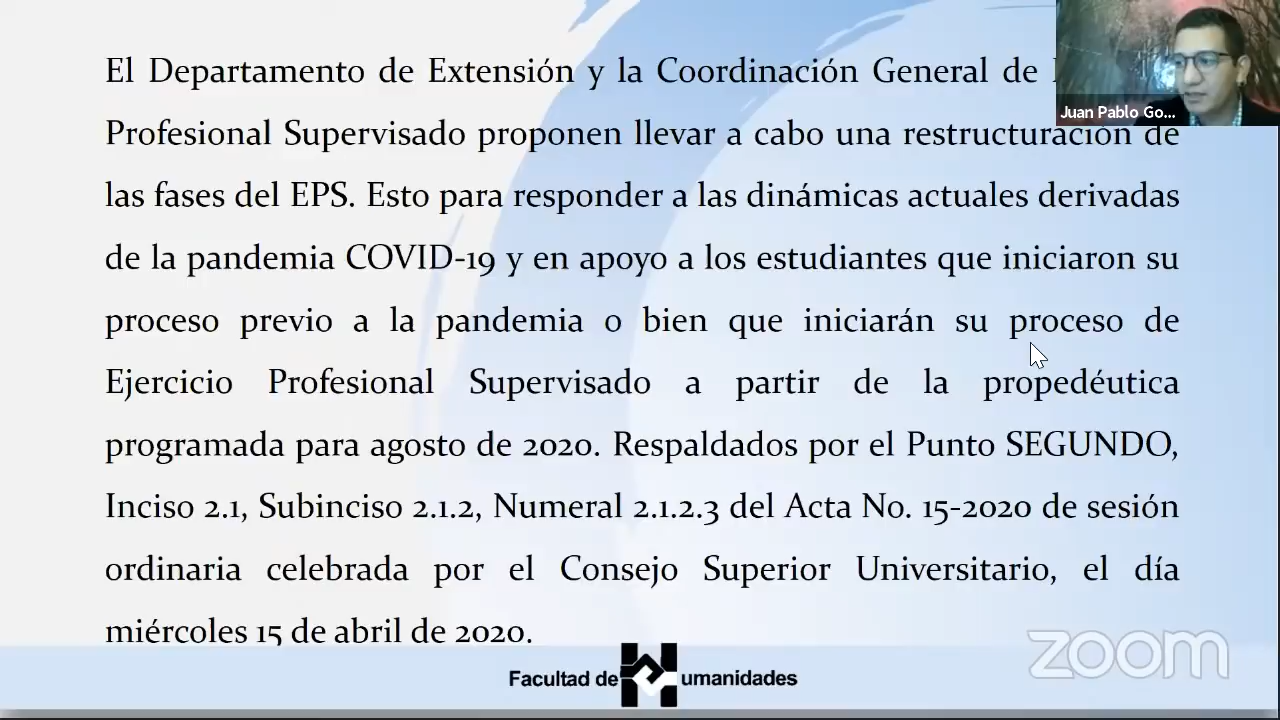 El Departamento de Extensión y la Coordinación General de
Juan Pablo Go...
Profesional Supervisado proponen llevar a cabo una restructuración de
las fases del EPS. Esto para responder a las dinámicas actuales derivadas
de la pandemia COVID-19 y en apoyo a los estudiantes que iniciaron su
proceso previo a la pandemia o bien que iniciarán su proceso de
Ejercicio Profesional Supervisado a partir de la propedéutica
programada para agosto de 2020. Respaldados por el Punto SEGUNDO,
Inciso 2.1, Subinciso 2.1.2, Numeral 2.1.2.3 del Acta No. 15-2020 de sesión
ordinaria celebrada por el Consejo Superior Universitario, el día
miércoles 15 de abril de 2020.
zoom
Facultad de Humanidades